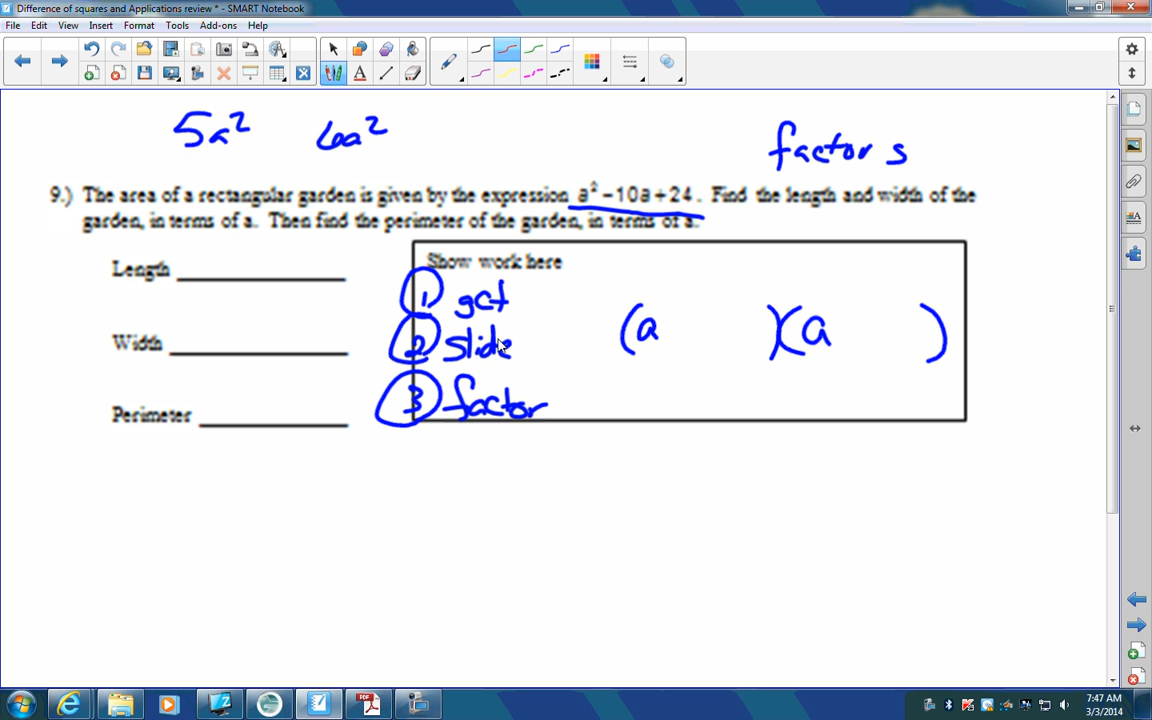 Difference of squares and Applications review * - SMART Notebook
File Edit View Insert Format Tools Add-ons Help
5a² 6a²
factors
9.) The area of a rectangular garden is given by the expression a² – 10a + 24 . Find the length and width of the
garden, in terms of a. Then find the perimeter of the garden, in terms of a.
Length
Show work here
1 gcf
2 slide
(a )(a )
Width
3 factor
Perimeter
7:47 AM
3/3/2014